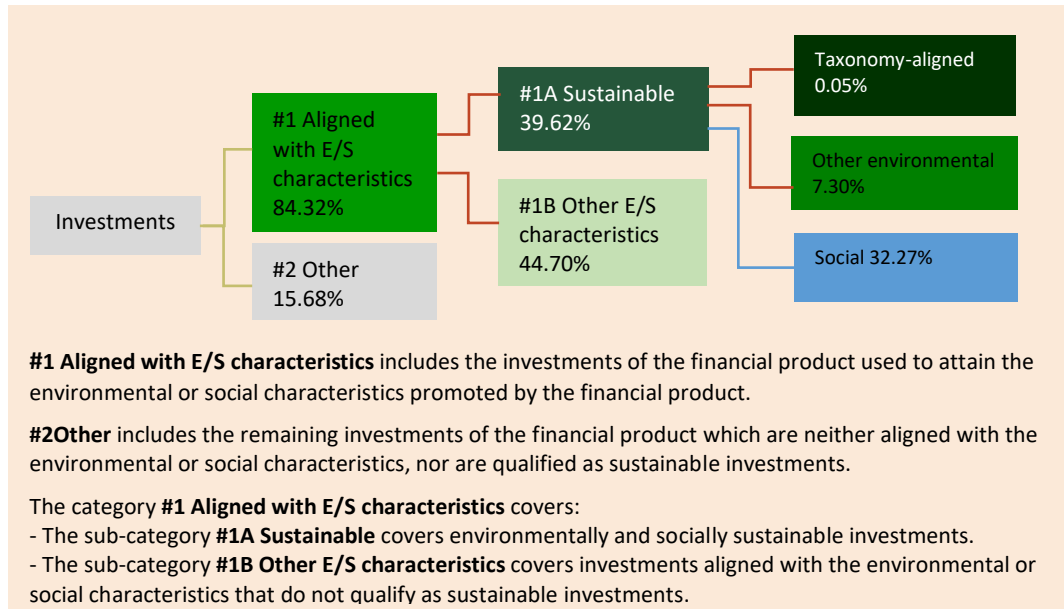 Investments
#1 Aligned
with E/S
characteristics
84.32%
#2 Other
15.68%
#1A Sustainable
39.62%
#1B Other E/S
characteristics
44.70%
Taxonomy-aligned
0.05%
Other environmental
7.30%
Social 32.27%
#1 Aligned with E/S characteristics includes the investments of the financial product used to attain the
environmental or social characteristics promoted by the financial product.
#2Other includes the remaining investments of the financial product which are neither aligned with the
environmental or social characteristics, nor are qualified as sustainable investments.
The category #1 Aligned with E/S characteristics covers:
- The sub-category #1A Sustainable covers environmentally and socially sustainable investments.
- The sub-category #1B Other E/S characteristics covers investments aligned with the environmental or
social characteristics that do not qualify as sustainable investments.